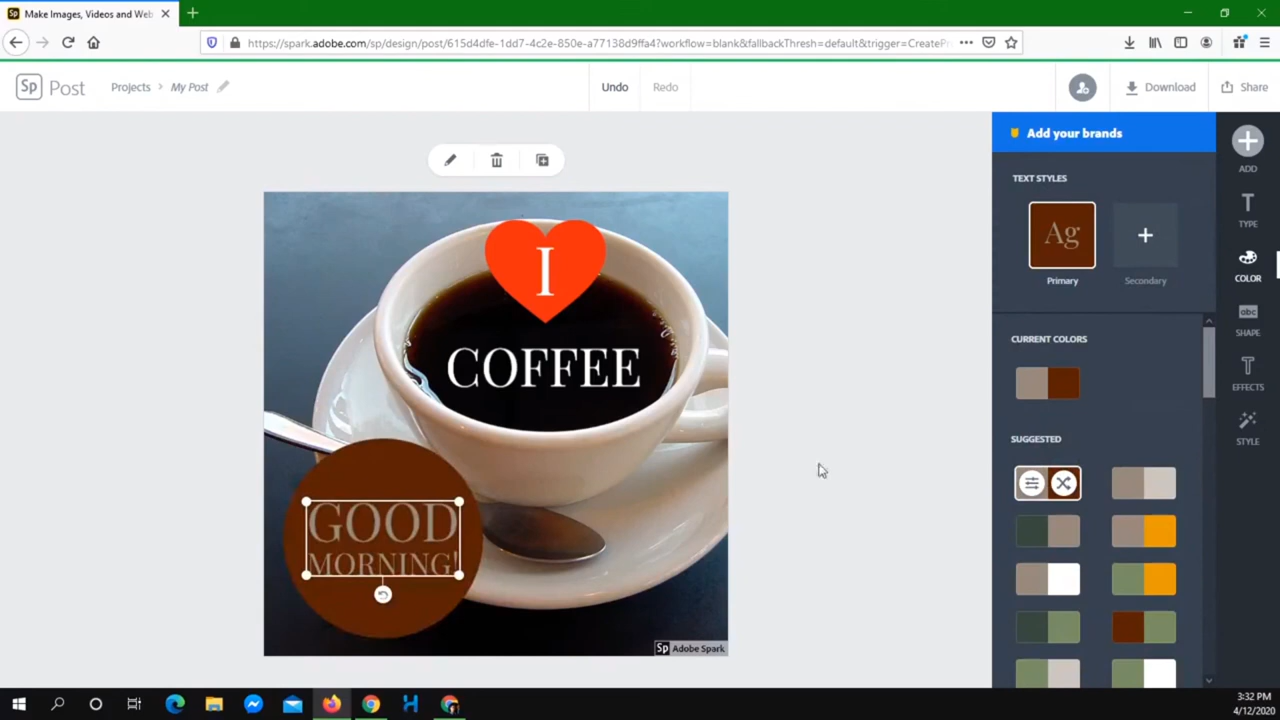 Sp Make Images, Videos and Web
https://spark.adobe.com/sp/design/post/615d4dfe-1dd7-4c2e-850e-a77138d9ffa4?workflow=blank&fallbackThresh=default&trigger=CreatePr
Sp Post Projects > My Post Undo Redo Download Share
Add your brands
TEXT STYLES
Ag
Primary Secondary
CURRENT COLORS
SUGGESTED
ADD
TYPE
COLOR
abc
SHAPE
EFFECTS
STYLE
I
COFFEE
GOOD
MORNING!
Sp Adobe Spark
3:32 PM
4/12/2020